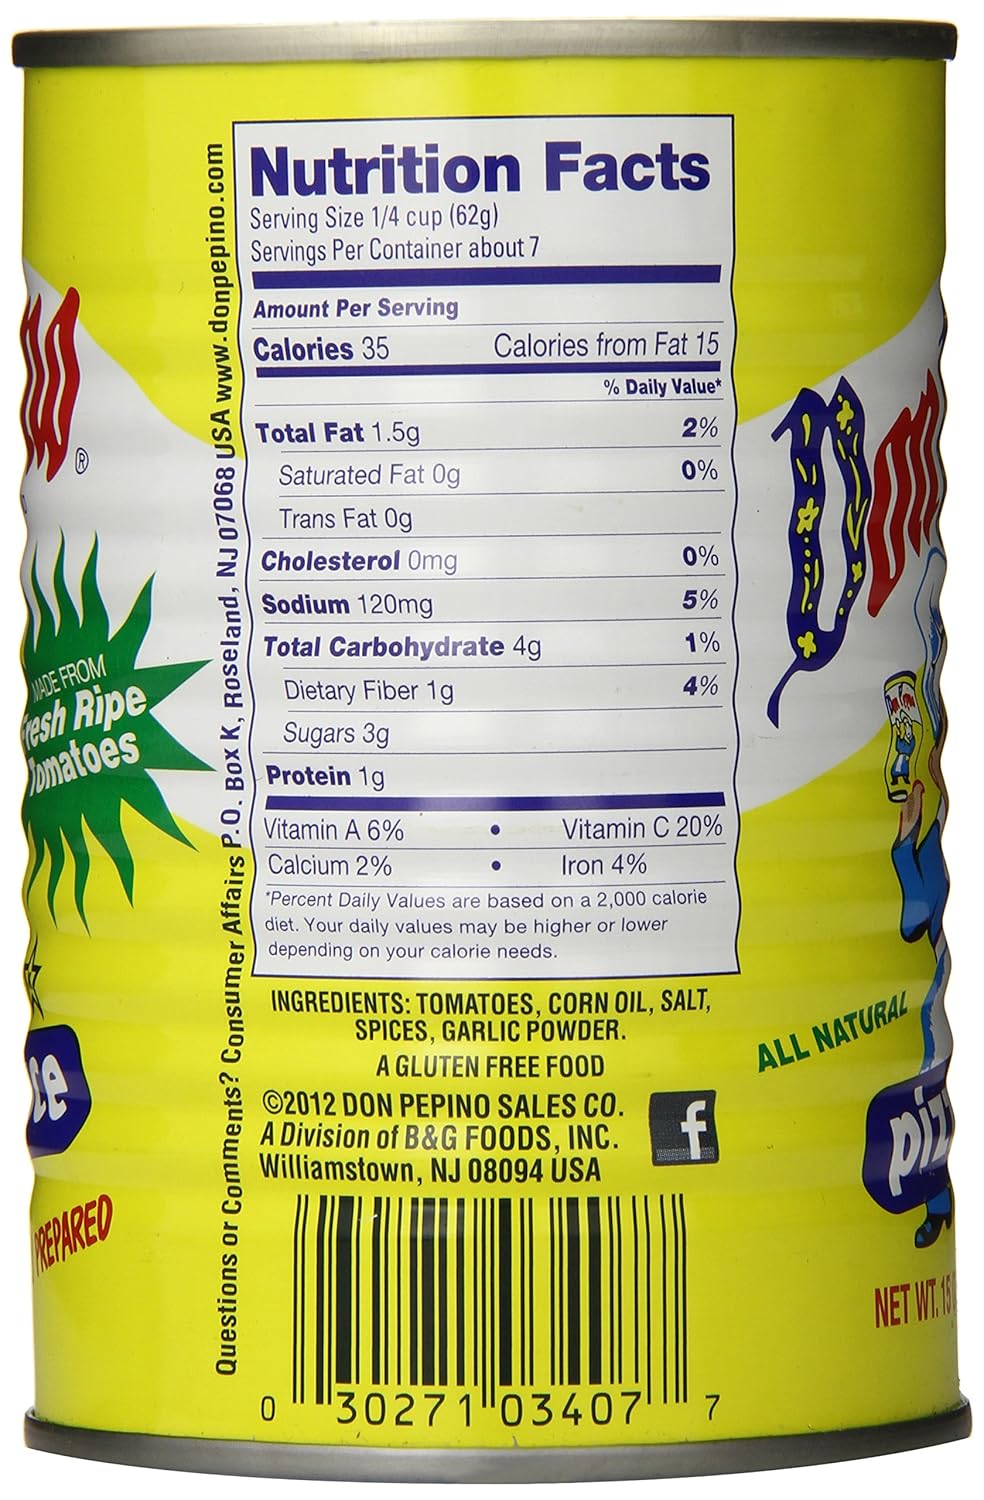 Nutrition Facts
Serving Size 1/4 cup (62g)
Servings Per Container about 7
Amount Per Serving
Calories 35 Calories from Fat 15
% Daily Value*
Total Fat 1.5g 2%
Saturated Fat 0g 0%
Trans Fat 0g
Cholesterol 0mg 0%
Sodium 120mg 5%
Total Carbohydrate 4g 1%
Dietary Fiber 1g 4%
Sugars 3g
Protein 1g
Vitamin A 6% • Vitamin C 20%
Calcium 2% • Iron 4%
*Percent Daily Values are based on a 2,000 calorie
diet. Your daily values may be higher or lower
depending on your calorie needs.
INGREDIENTS: TOMATOES, CORN OIL, SALT,
SPICES, GARLIC POWDER.
A GLUTEN FREE FOOD
©2012 DON PEPINO SALES CO.
A Division of B&G FOODS, INC.
Williamstown, NJ 08094 USA
f
0 30271 03407 7
Questions or Comments? Consumer Affairs P.O. Box K, Roseland, NJ 07068 USA www.donpepino.com
®
MADE FROM
Fresh Ripe
Tomatoes
ce
PREPARED
D
ALL NATURAL
piz
NET WT. 15